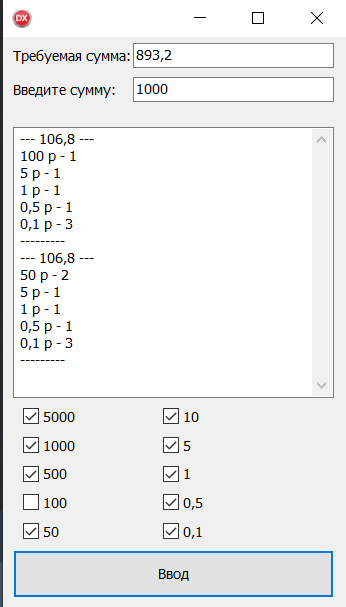 DX
Требуемая сумма: 893,2
Введите сумму: 1000
--- 106,8 ---
100 р - 1
5 р - 1
1 р - 1
0,5 р - 1
0,1 р - 3
---------
--- 106,8 ---
50 р - 2
5 р - 1
1 р - 1
0,5 р - 1
0,1 р - 3
---------
5000 10
1000 5
500 1
100 0,5
50 0,1
Ввод